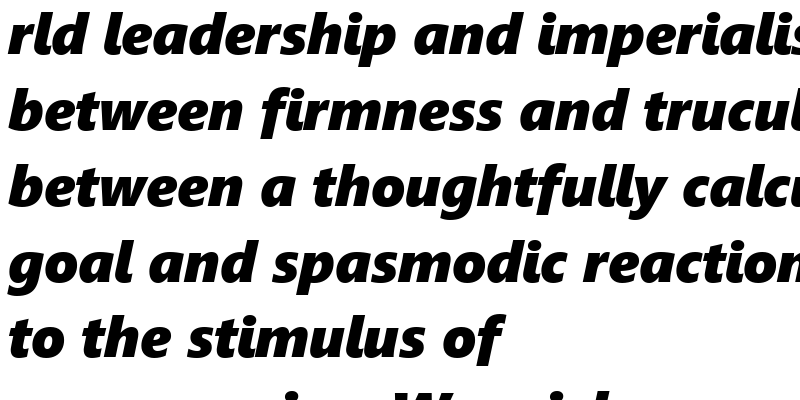 rld leadership and imperialis
between firmness and trucul
between a thoughtfully calcu
goal and spasmodic reaction
to the stimulus of